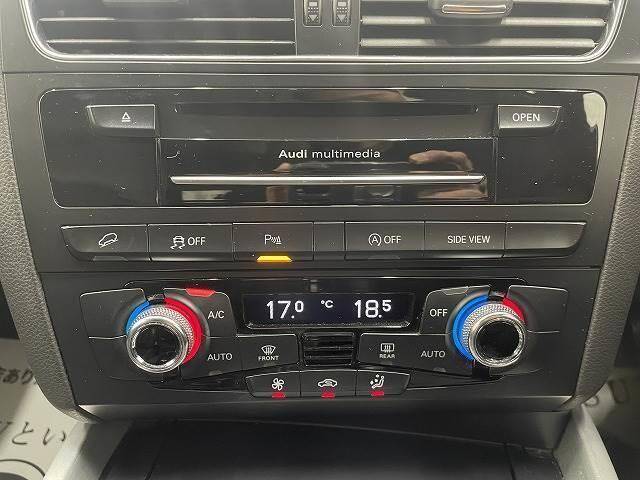 OPEN
Audi multimedia
OFF
P
A OFF
SIDE VIEW
A/C
17.0
°C
18.5
OFF
AUTO
FRONT
REAR
AUTO